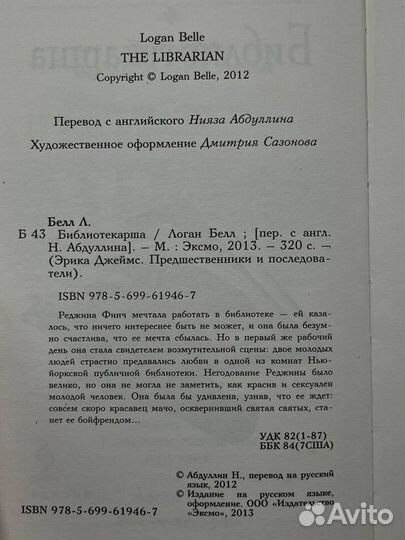 Logan Belle
THE LIBRARIAN
Copyright © Logan Belle, 2012
Перевод с английского Нияза Абдуллина
Художественное оформление Дмитрия Сазонова
Белл Л.
Б 43 Библиотекарша / Логан Белл ; [пер. с англ.
Н. Абдуллина]. – М. : Эксмо, 2013. – 320 с. –
(Эрика Джеймс. Предшественники и последова-
тели).
ISBN 978-5-699-61946-7
Реджина Финч мечтала работать в библиотеке — ей каза-
лось, что ничего интереснее быть не может, и она была безум-
но счастлива, что ее мечта сбылась. Но в первый же рабочий
день она стала свидетелем возмутительной сцены: двое молодых
людей страстно предавались любви в одной из комнат Нью-
йоркской публичной библиотеки. Негодование Реджины было
велико, но она не могла не заметить, как красив и сексуален
молодой человек. Она была бы удивлена, узнав, что ее ждет:
совсем скоро красавец мачо, осквернивший святая святых, ста-
нет ее бойфрендом...
УДК 82(1-87)
ББК 84(7США)
© Абдуллин Н., перевод на русский
язык, 2012
© Издание на русском языке,
оформление. ООО «Издательство
«Эксмо», 2013
ISBN 978-5-699-61946-7
Avito